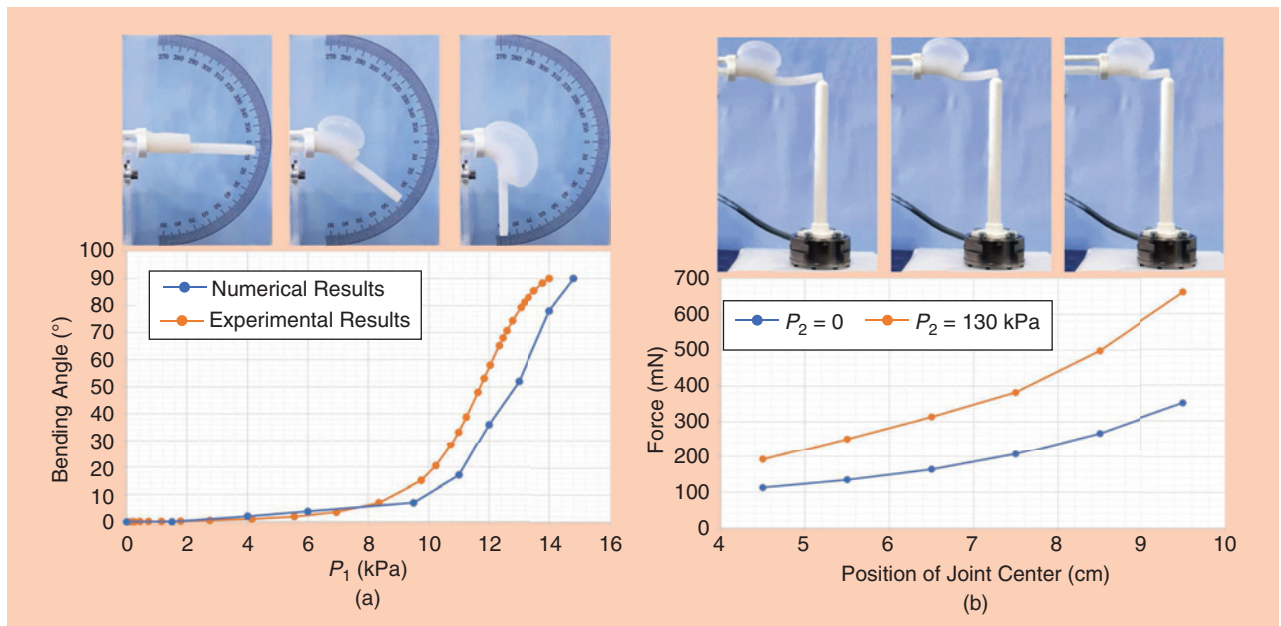 100
90
80
70
60
50
40
30
20
10
0
Bending Angle (°)
Numerical Results
Experimental Results
0 2 4 6 8 10 12 14 16
P1 (kPa)
(a)
700
600
500
400
300
200
100
0
Force (mN)
P2 = 0 P2 = 130 kPa
4 5 6 7 8 9 10
Position of Joint Center (cm)
(b)